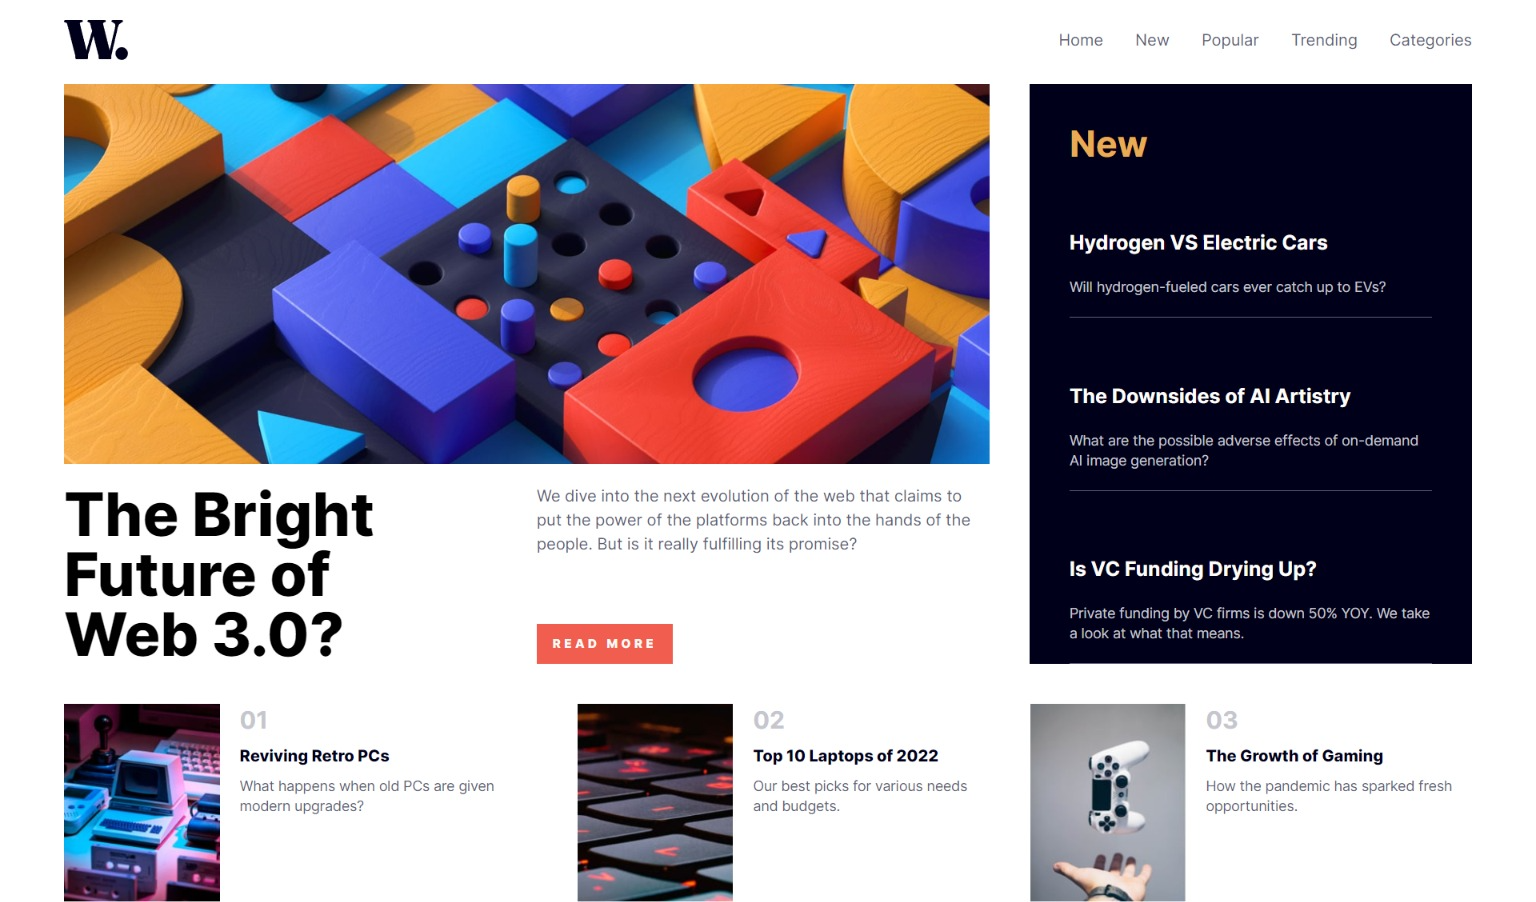 W.
Home New Popular Trending Categories
New
Hydrogen VS Electric Cars
Will hydrogen-fueled cars ever catch up to EVs?
The Downsides of AI Artistry
What are the possible adverse effects of on-demand
AI image generation?
Is VC Funding Drying Up?
Private funding by VC firms is down 50% YOY. We take
a look at what that means.
The Bright
Future of
Web 3.0?
We dive into the next evolution of the web that claims to
put the power of the platforms back into the hands of the
people. But is it really fulfilling its promise?
READ MORE
01
Reviving Retro PCs
What happens when old PCs are given
modern upgrades?
02
Top 10 Laptops of 2022
Our best picks for various needs
and budgets.
03
The Growth of Gaming
How the pandemic has sparked fresh
opportunities.